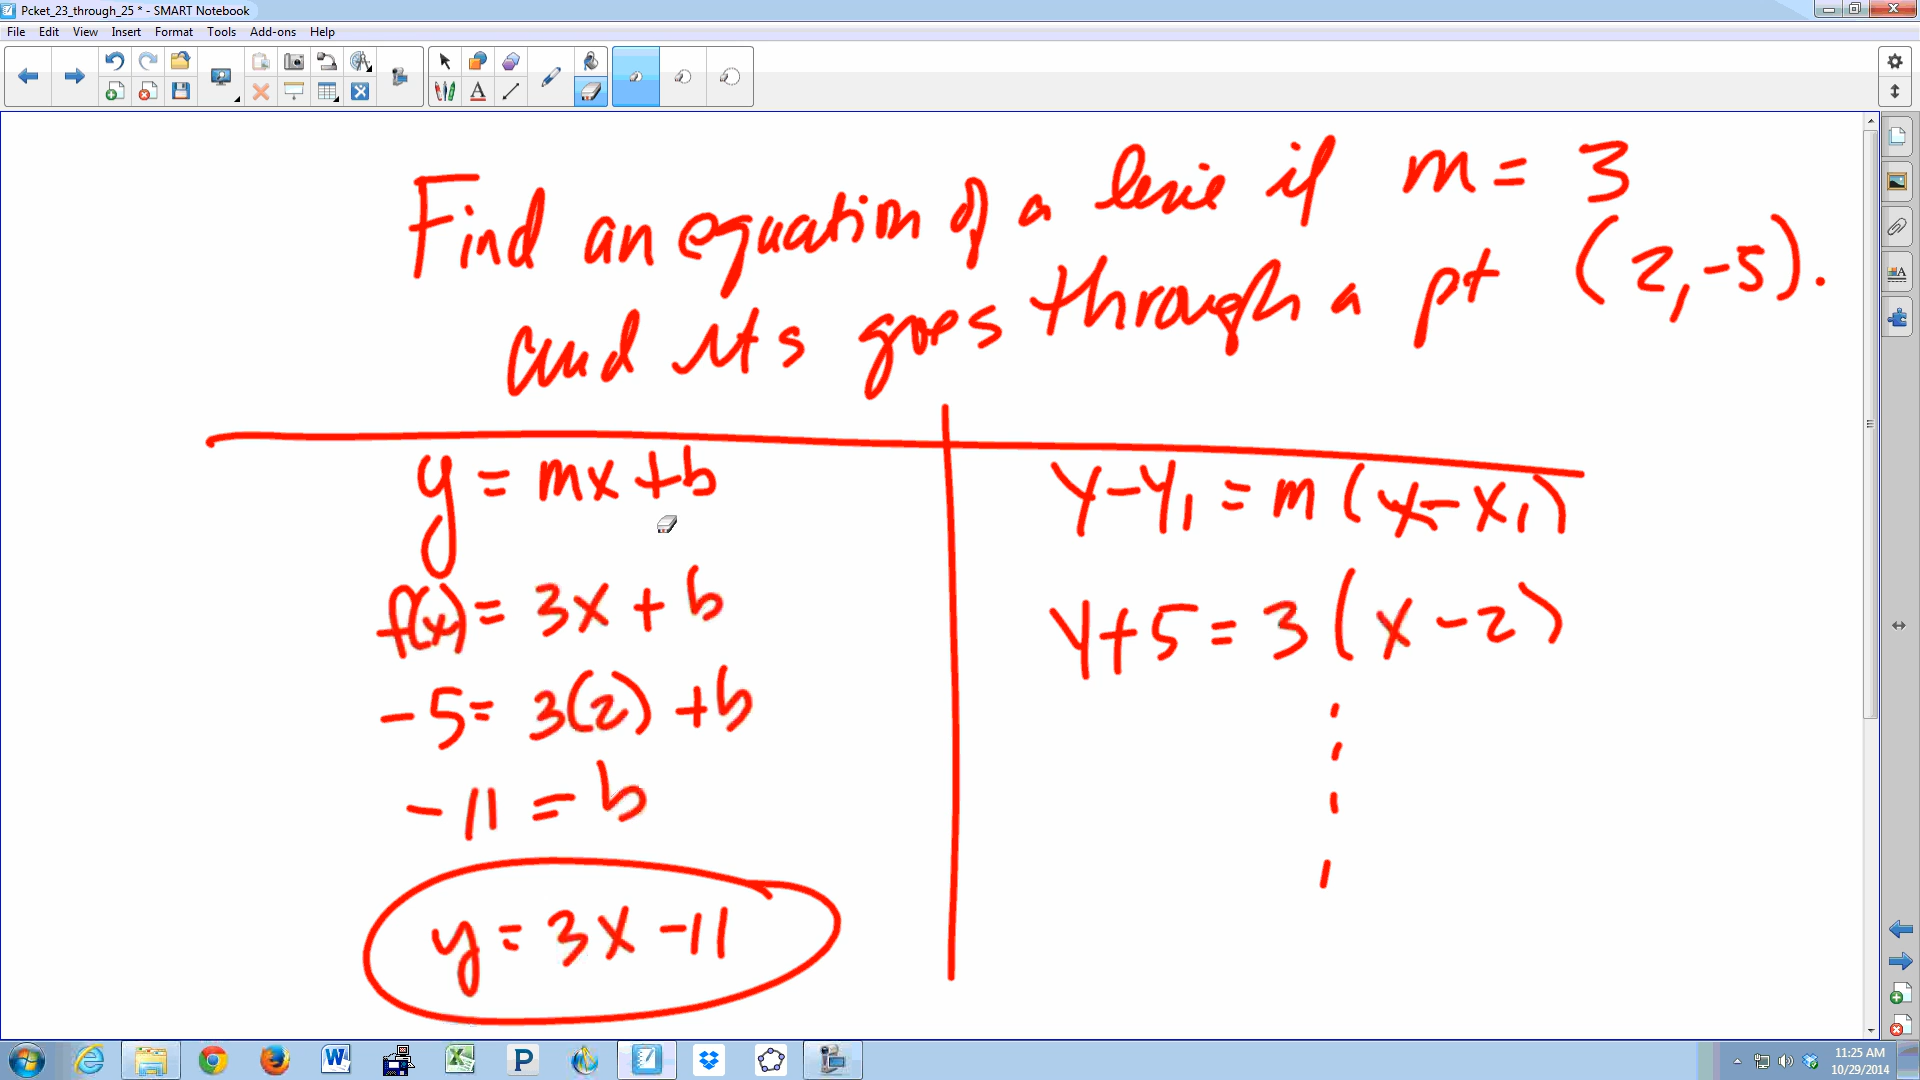 Pcket_23_through_25 * - SMART Notebook
File Edit View Insert Format Tools Add-ons Help
Find an equation of a line if m = 3
and its goes through a pt (2,-5).
y = mx + b
f(x) = 3x + b
-5 = 3(2) + b
-11 = b
y = 3x - 11
y - y₁ = m (x - x₁)
y + 5 = 3 (x - 2)
11:25 AM
10/29/2014